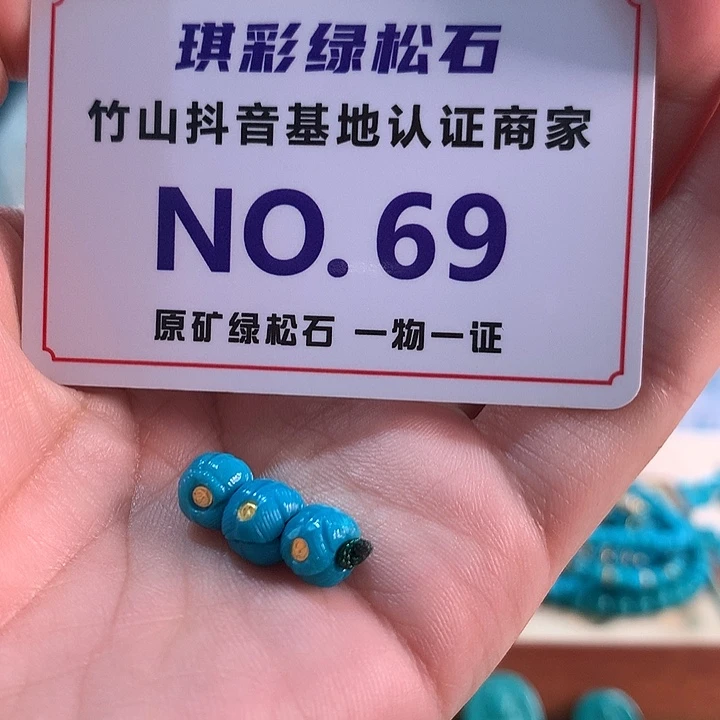 琪彩绿松石
竹山抖音基地认证商家
NO. 69
原矿绿松石 一物一证